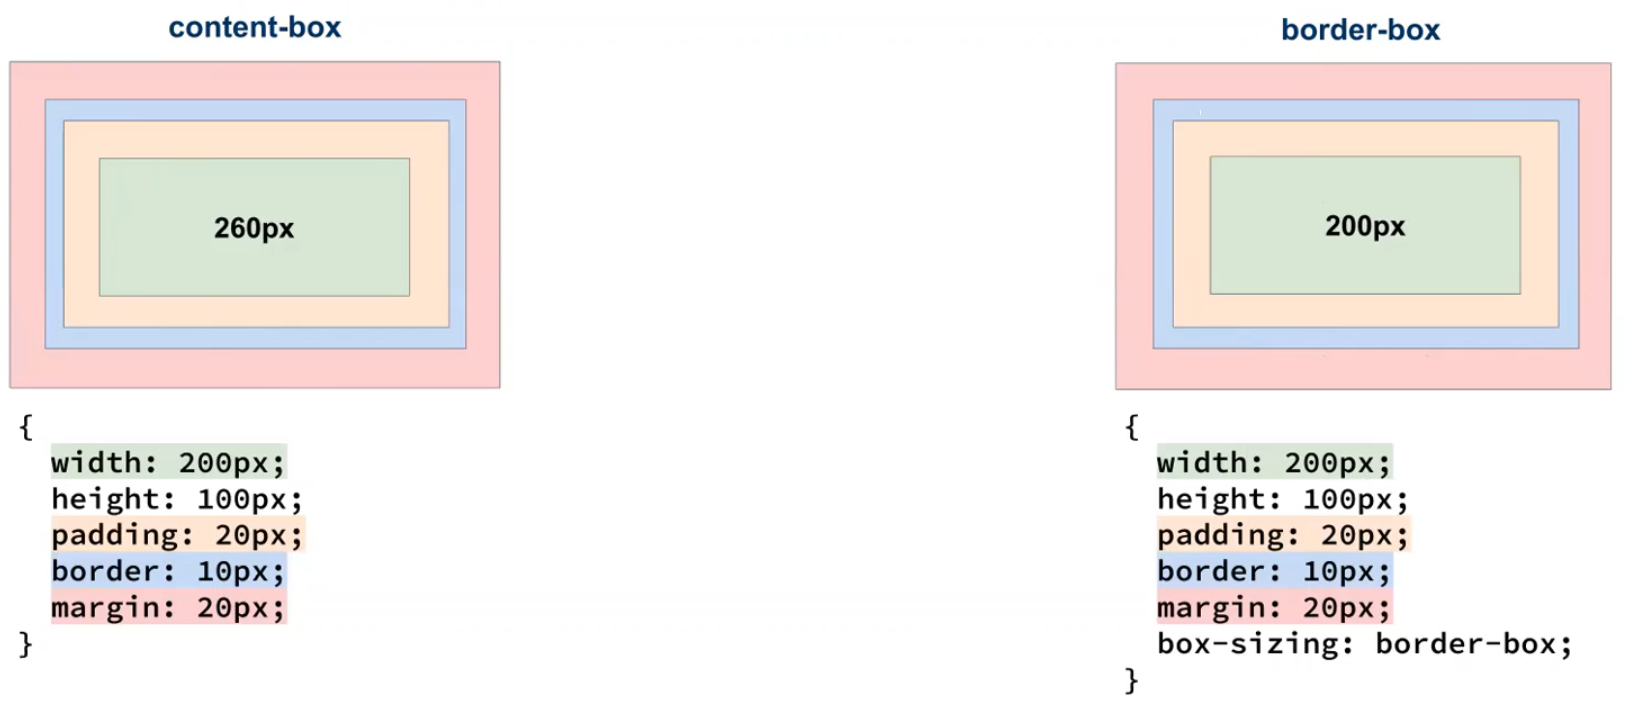 content-box
260px
{
width: 200px;
height: 100px;
padding: 20px;
border: 10px;
margin: 20px;
}
border-box
200px
{
width: 200px;
height: 100px;
padding: 20px;
border: 10px;
margin: 20px;
box-sizing: border-box;
}